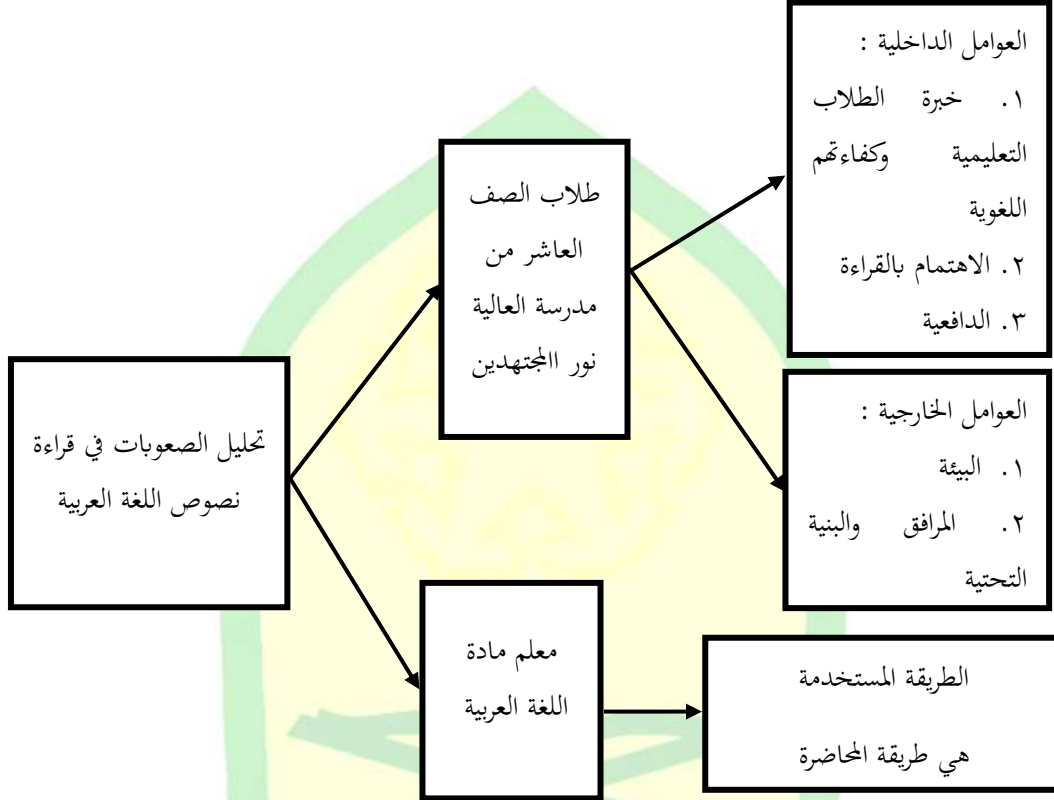 العوامل الداخلية :
١. خبرة الطلاب
التعليمية وكفاءتهم
اللغوية
٢. الاهتمام بالقراءة
٣. الدافعية
طلاب الصف
العاشر من
مدرسة العالية
نور االمجتهدين
العوامل الخارجية :
١. البيئة
٢. المرافق والبنية
التحتية
تحليل الصعوبات في قراءة
نصوص اللغة العربية
معلم مادة
اللغة العربية
الطريقة المستخدمة
هي طريقة المحاضرة